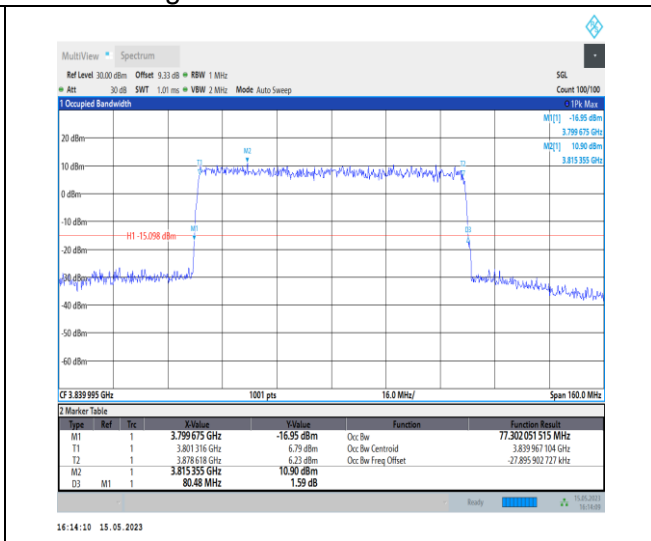 MultiView Spectrum
Ref Level 30.00 dBm Offset 9.33 dB RBW 1 MHz SGL
Att 30 dB SWT 1.01 ms VBW 2 MHz Mode Auto Sweep Count 100/100
1 Occupied Bandwidth 1Pk Max
M1[1] -16.95 dBm
3.799 675 GHz
20 dBm
M2[1] 10.90 dBm
3.815 355 GHz
M2
T2
10 dBm
0 dBm
-10 dBm
M1
D3
H1 -15.098 dBm
-20 dBm
-30 dBm
-40 dBm
-50 dBm
-60 dBm
CF 3.839 995 GHz 1001 pts 16.0 MHz/ Span 160.0 MHz
2 Marker Table
Type Ref Trc X-Value Y-Value Function Function Result
M1 1 3.799 675 GHz -16.95 dBm Occ Bw 77.302 051 515 MHz
T1 1 3.801 316 GHz 6.79 dBm Occ Bw Centroid 3.839 967 104 GHz
T2 1 3.878 618 GHz 6.23 dBm Occ Bw Freq Offset -27.895 902 727 kHz
M2 1 3.815 355 GHz 10.90 dBm
D3 M1 1 80.48 MHz 1.59 dB
Ready 15.05.2023
16:14:09
16:14:10 15.05.2023